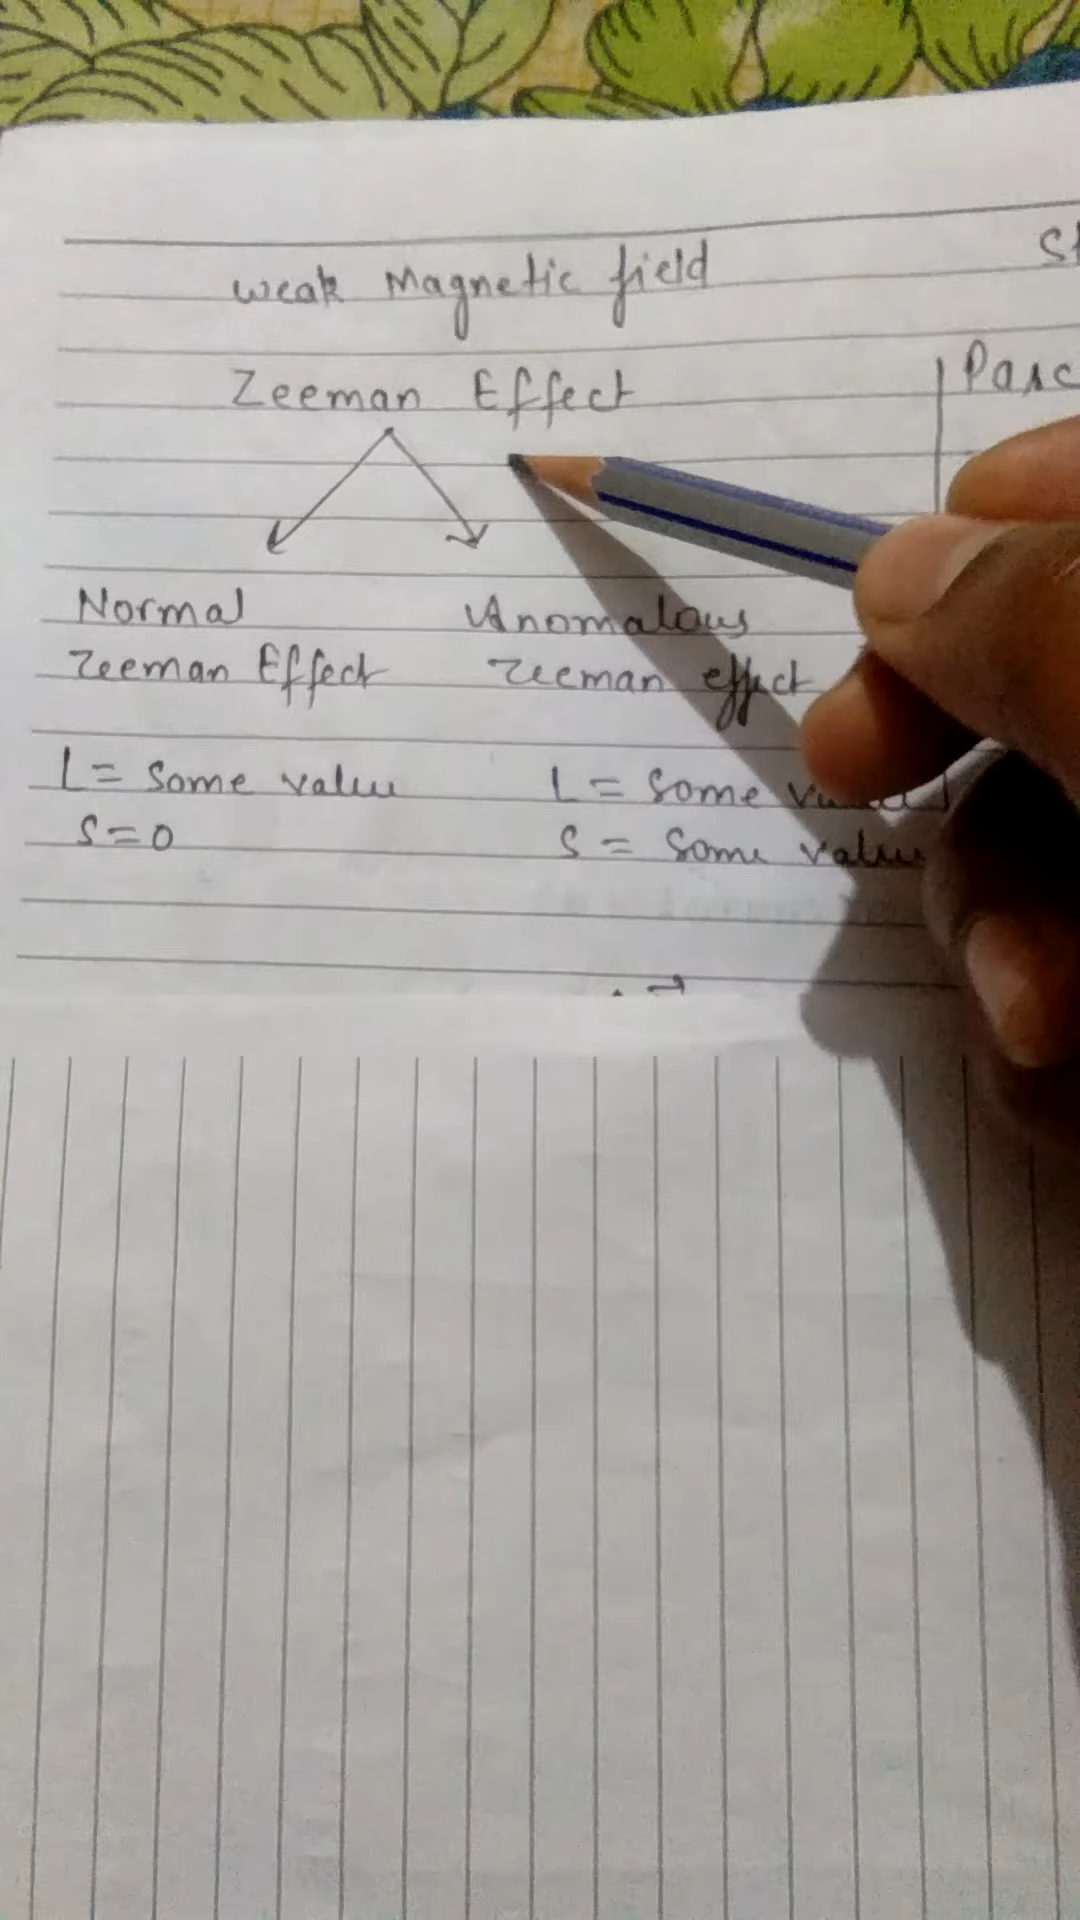 weak Magnetic field
Zeeman Effect
Normal Anomalous
Zeeman Effect Zeeman effect
L = Some value L = Some
S = 0 S = Some value